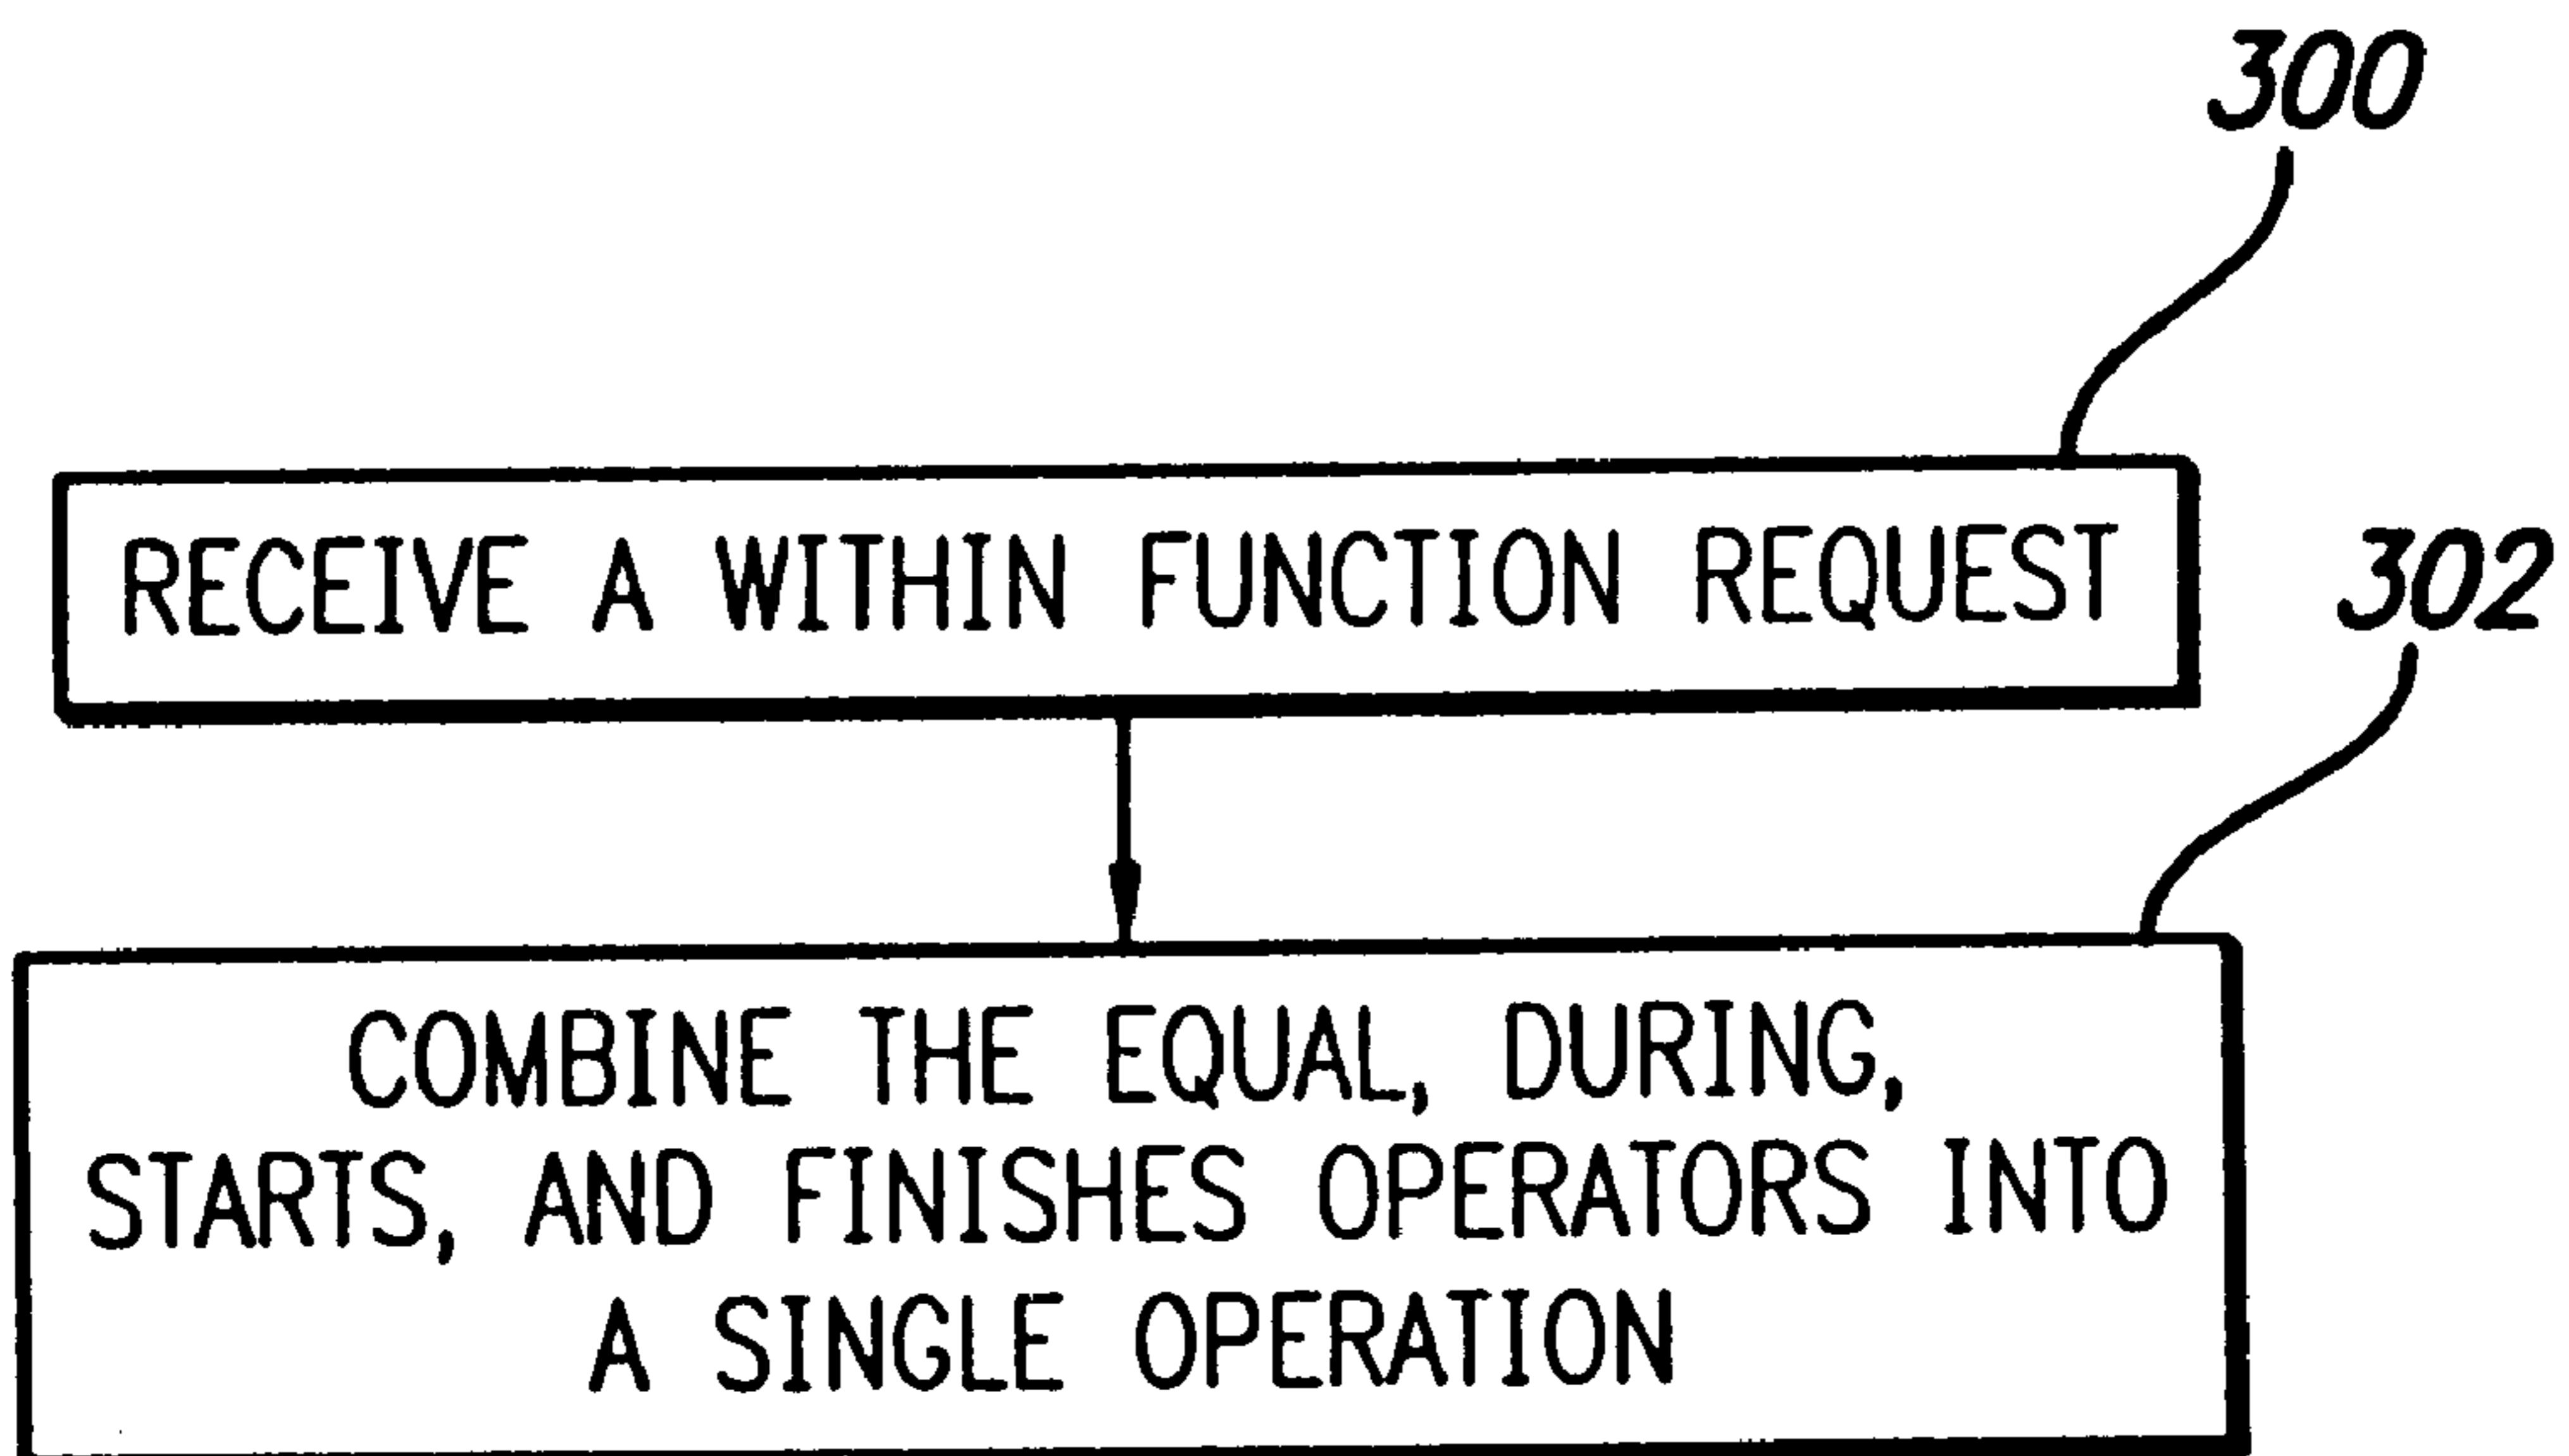 300
RECEIVE A WITHIN FUNCTION REQUEST
302
COMBINE THE EQUAL, DURING,
STARTS, AND FINISHES OPERATORS INTO
A SINGLE OPERATION